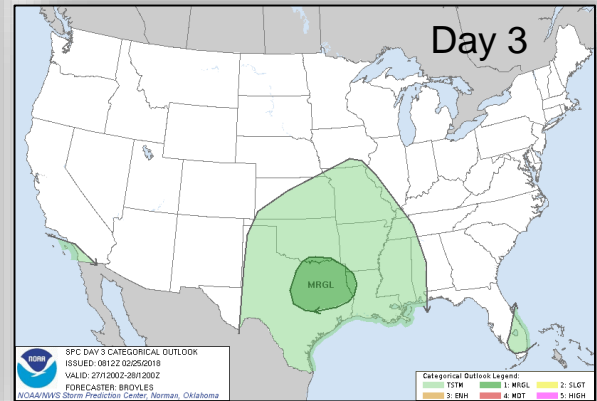 Day 3
MRGL
NOAA
SPC DAY 3 CATEGORICAL OUTLOOK
ISSUED: 0812Z 02/25/2018
VALID: 27/1200Z-28/1200Z
FORECASTER: BROYLES
NOAA/NWS Storm Prediction Center, Norman, Oklahoma
Categorical Outlook Legend:
TSTM 1: MRGL 2: SLGT
3: ENH 4: MDT 5: HIGH